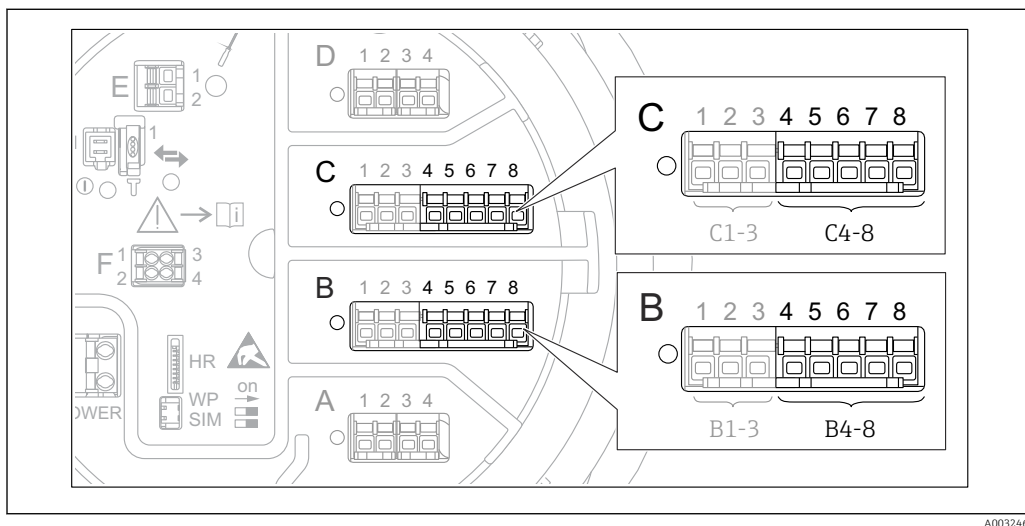 D 1 2 3 4
E 1
2
1
C 1 2 3 4 5 6 7 8
C 1 2 3 4 5 6 7 8
C1-3 C4-8
i
F 1 3
2 4
B 1 2 3 4 5 6 7 8
B 1 2 3 4 5 6 7 8
B1-3 B4-8
HR
WP on
SIM
OWER
A 1 2 3 4